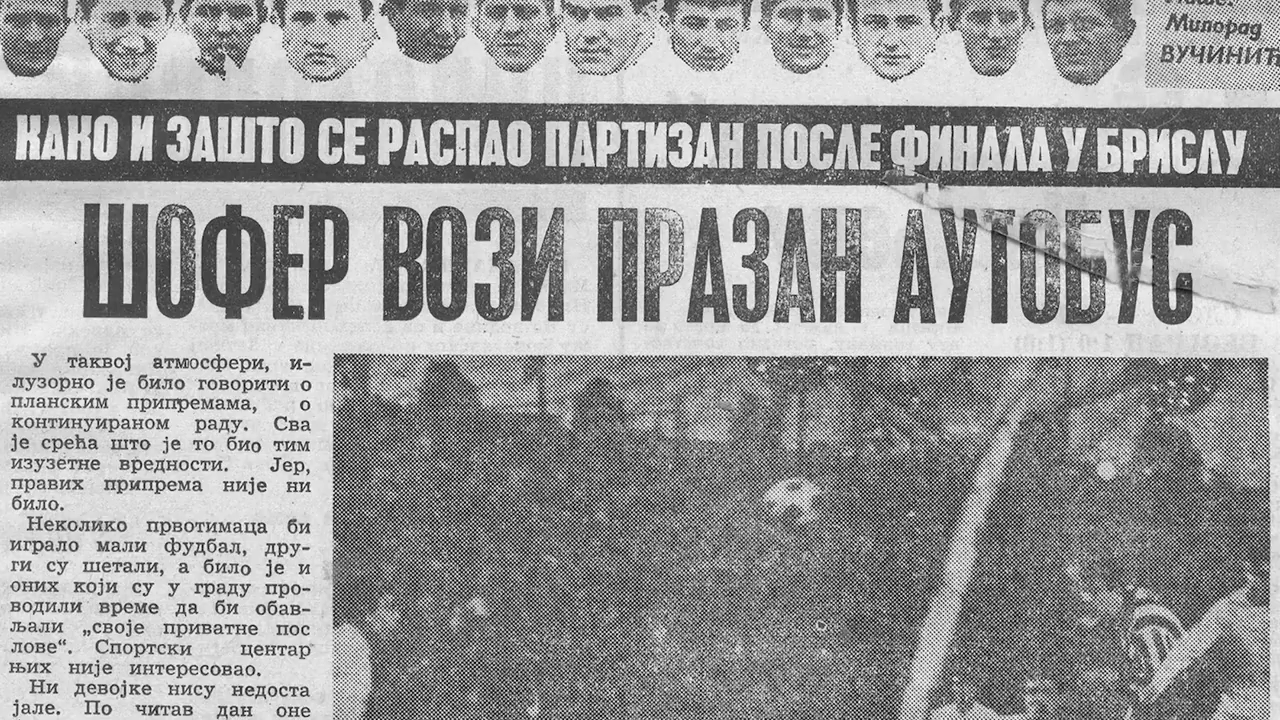 Милорад
ВУЧИНИЋ
КАКО И ЗАШТО СЕ РАСПАО ПАРТИЗАН ПОСЛЕ ФИНАЛА У БРИСЛУ
ШОФЕР ВОЗИ ПРАЗАН АУТОБУС
У таквој атмосфери, и-
лузорно је било говорити о
планским припремама, о
континуираном раду. Сва
је срећа што је то био тим
изузетне вредности. Јер,
правих припрема није ни
било.
Неколико првотимаца би
играло мали фудбал, дру-
ги су шетали, а било је и
оних који су у граду про-
водили време да би обав-
љали „своје приватне пос
лове“. Спортски центар
њих није интересовао.
Ни девојке нису недоста
јале. По читав дан оне